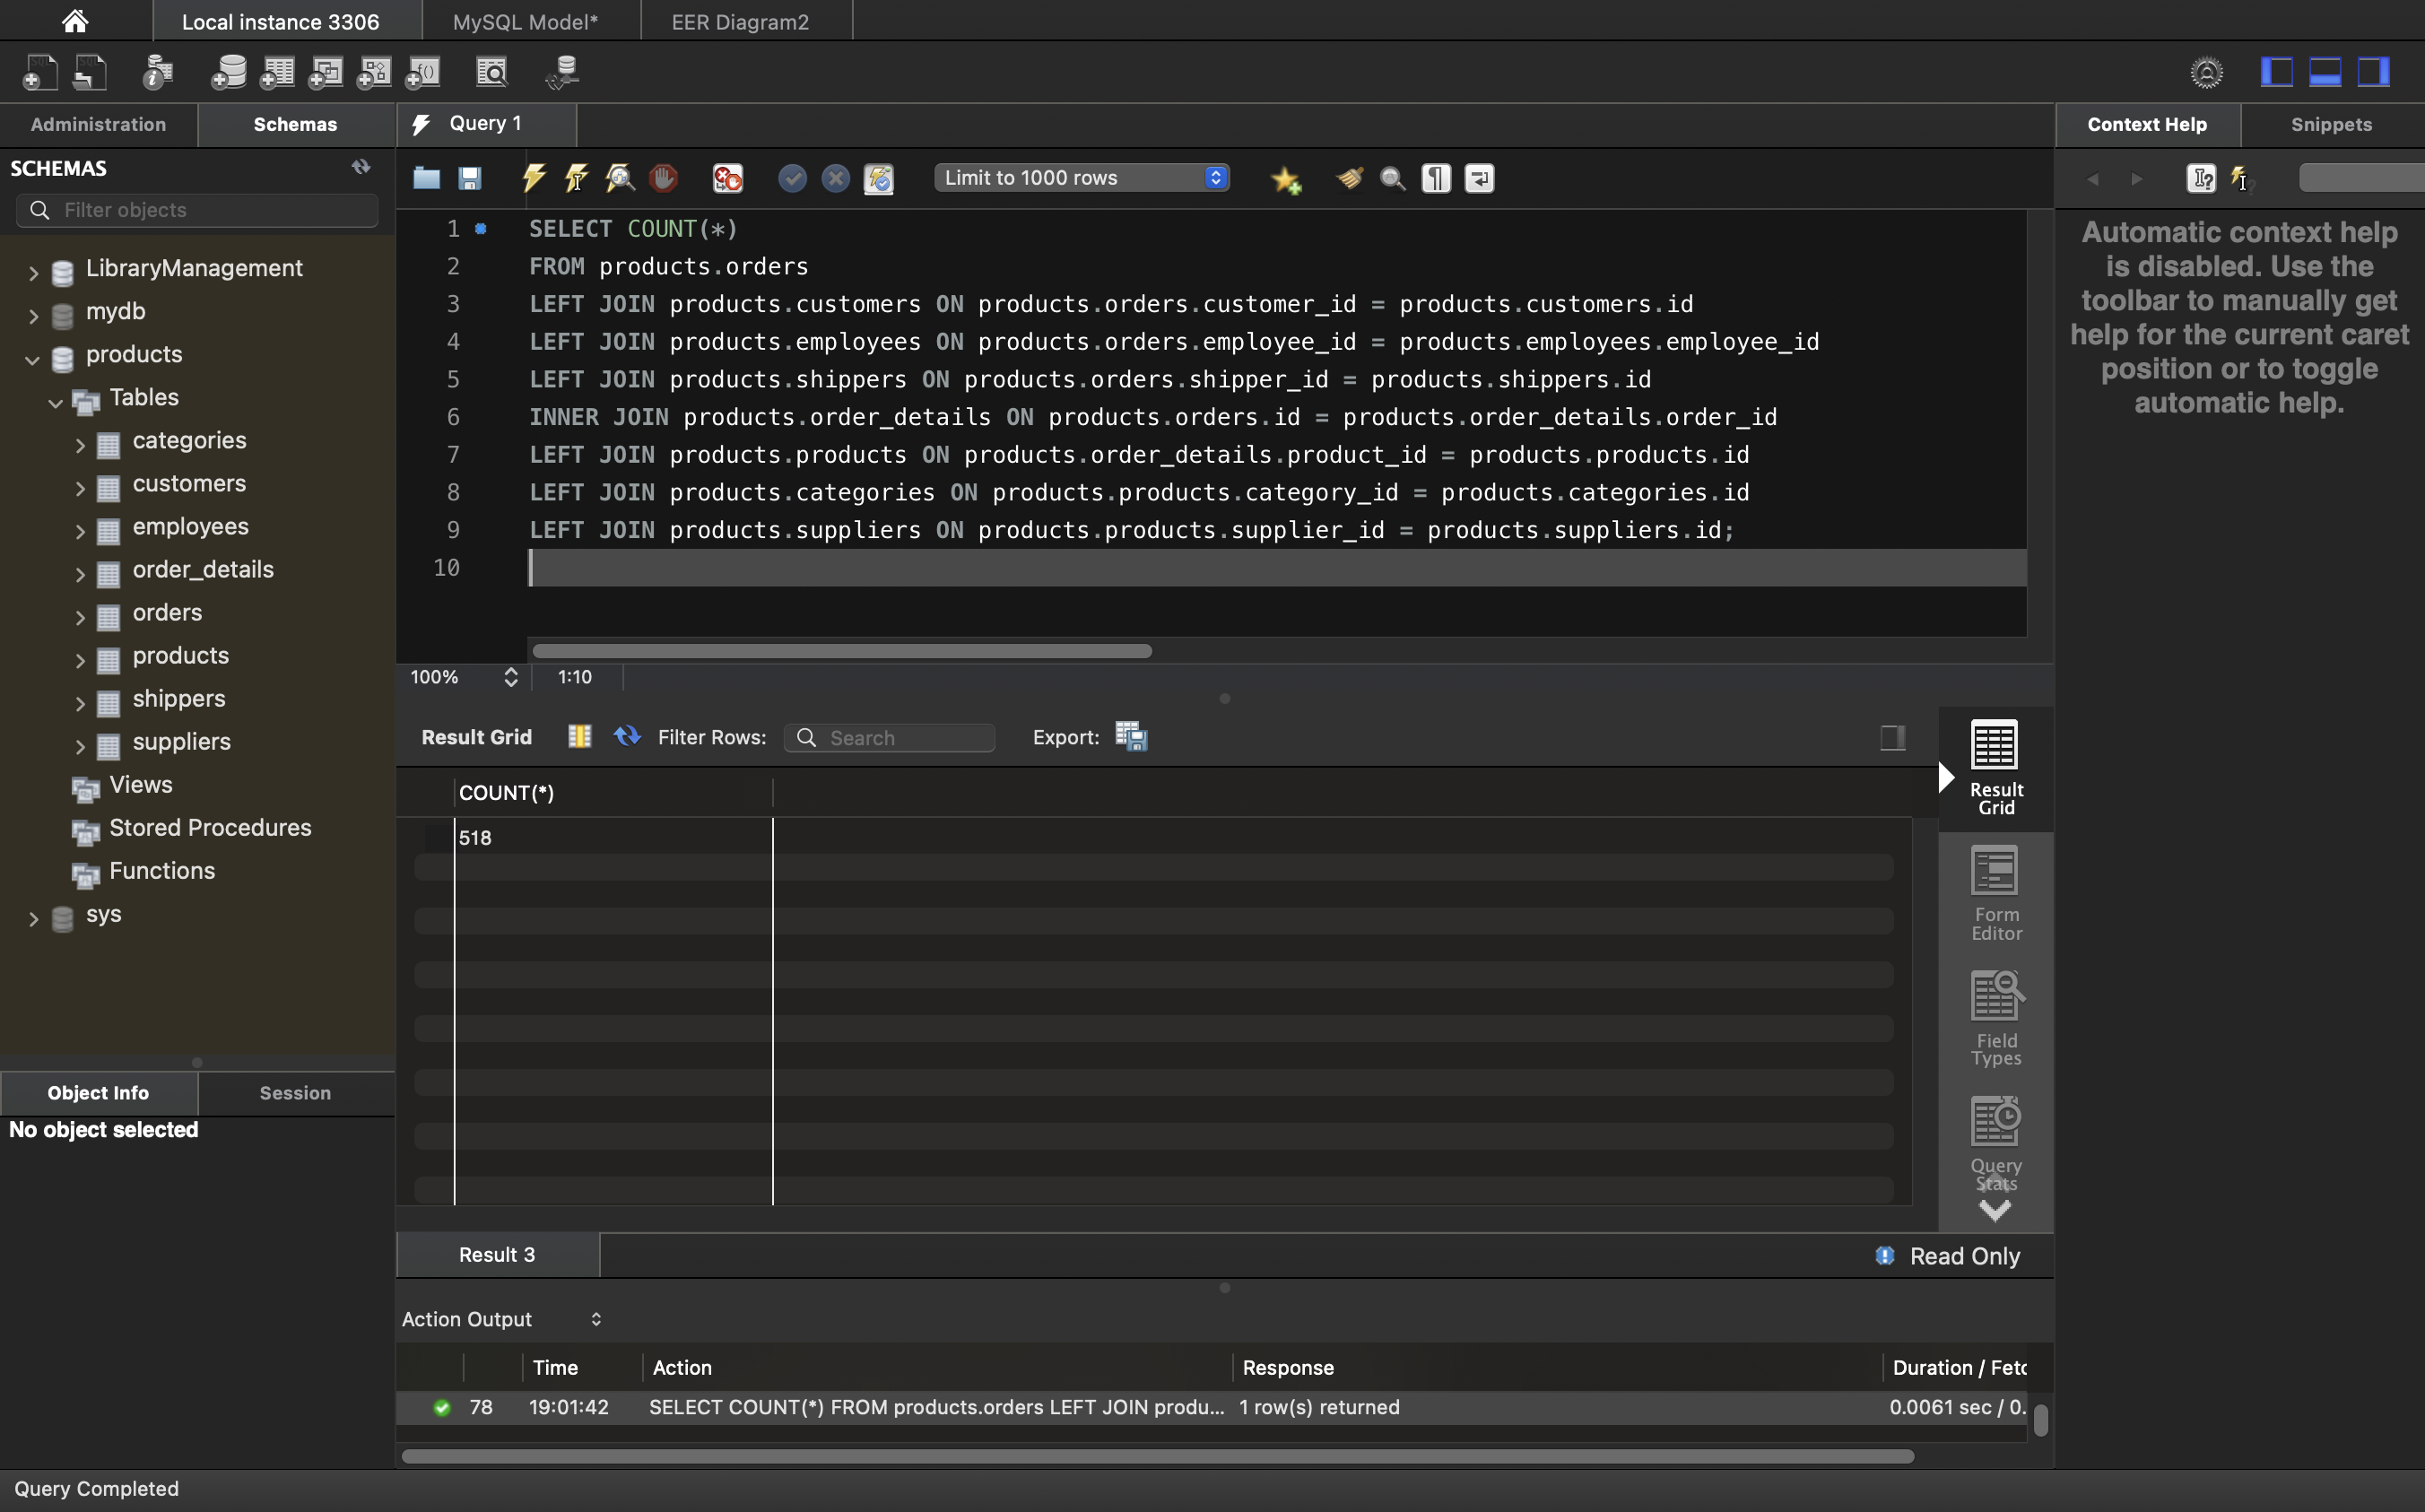 Local instance 3306
MySQL Model*
EER Diagram2
Administration
Schemas
Query 1
Context Help
Snippets
SCHEMAS
Filter objects
Limit to 1000 rows
LibraryManagement
mydb
products
Tables
categories
customers
employees
order_details
orders
products
shippers
suppliers
Views
Stored Procedures
Functions
sys
Object Info
Session
No object selected
1 SELECT COUNT(*)
2 FROM products.orders
3 LEFT JOIN products.customers ON products.orders.customer_id = products.customers.id
4 LEFT JOIN products.employees ON products.orders.employee_id = products.employees.employee_id
5 LEFT JOIN products.shippers ON products.orders.shipper_id = products.shippers.id
6 INNER JOIN products.order_details ON products.orders.id = products.order_details.order_id
7 LEFT JOIN products.products ON products.order_details.product_id = products.products.id
8 LEFT JOIN products.categories ON products.products.category_id = products.categories.id
9 LEFT JOIN products.suppliers ON products.products.supplier_id = products.suppliers.id;
10
100%
1:10
Automatic context help
is disabled. Use the
toolbar to manually get
help for the current caret
position or to toggle
automatic help.
Result Grid
Filter Rows:
Search
Export:
COUNT(*)
518
Result
Grid
Form
Editor
Field
Types
Query
Stats
Result 3
Read Only
Action Output
Time Action Response Duration / Fetc
78 19:01:42 SELECT COUNT(*) FROM products.orders LEFT JOIN produ... 1 row(s) returned 0.0061 sec / 0.
Query Completed